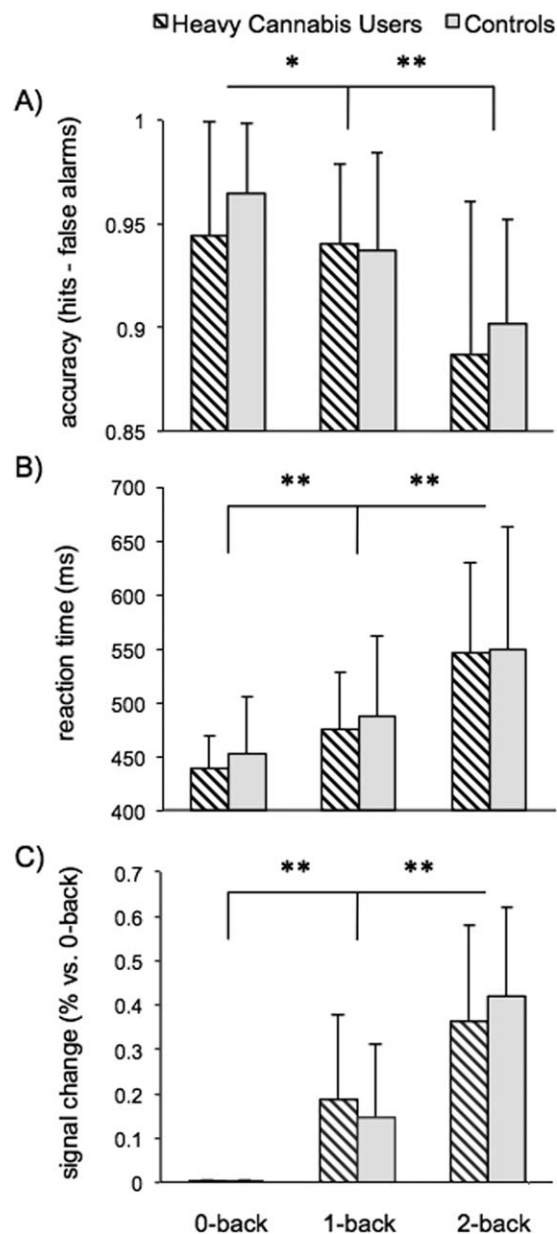 Heavy Cannabis Users Controls
A)
* **
accuracy (hits - false alarms)
1
0.95
0.9
0.85
B)
** **
reaction time (ms)
700
650
600
550
500
450
400
C)
** **
signal change (% vs. 0-back)
0.7
0.6
0.5
0.4
0.3
0.2
0.1
0
0-back 1-back 2-back